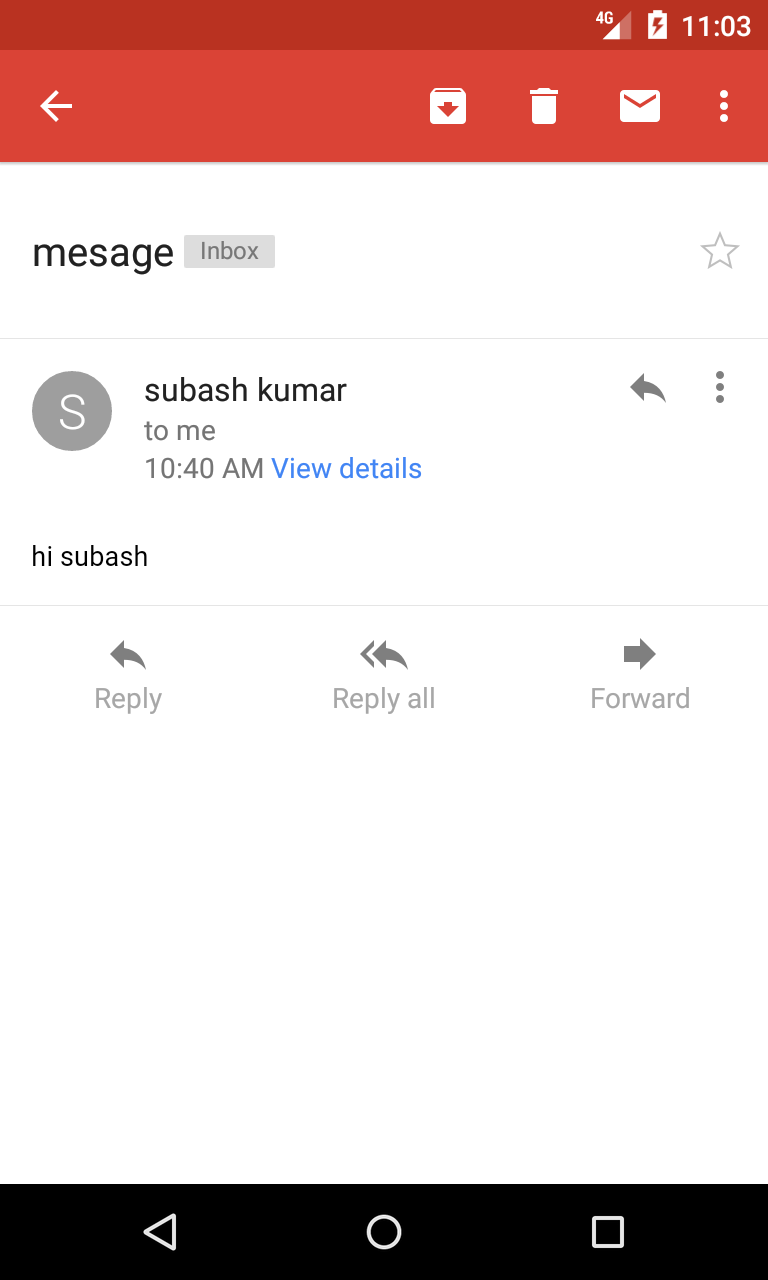 4G 11:03
mesage Inbox
S
subash kumar
to me
10:40 AM View details
hi subash
Reply Reply all Forward